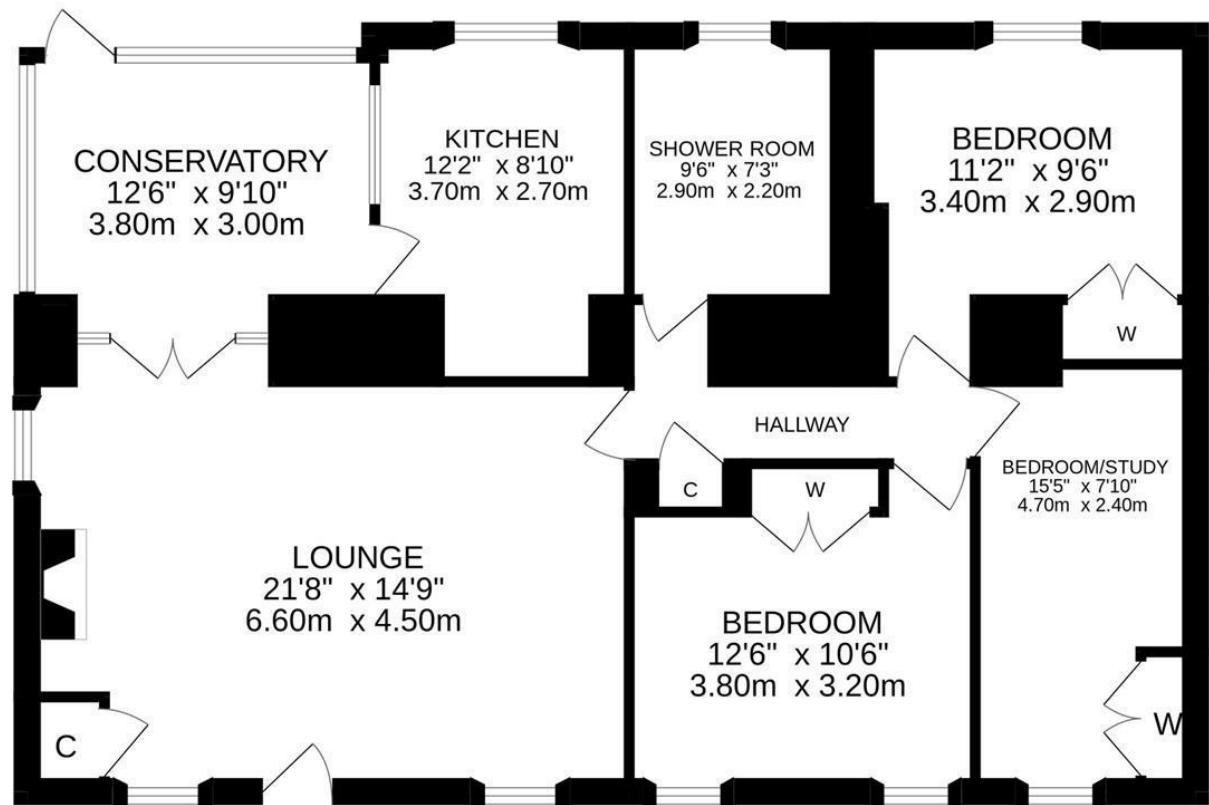 CONSERVATORY
12'6" x 9'10"
3.80m x 3.00m
KITCHEN
12'2" x 8'10"
3.70m x 2.70m
SHOWER ROOM
9'6" x 7'3"
2.90m x 2.20m
BEDROOM
11'2" x 9'6"
3.40m x 2.90m
W
HALLWAY
BEDROOM/STUDY
15'5" x 7'10"
4.70m x 2.40m
C
W
LOUNGE
21'8" x 14'9"
6.60m x 4.50m
BEDROOM
12'6" x 10'6"
3.80m x 3.20m
C
W